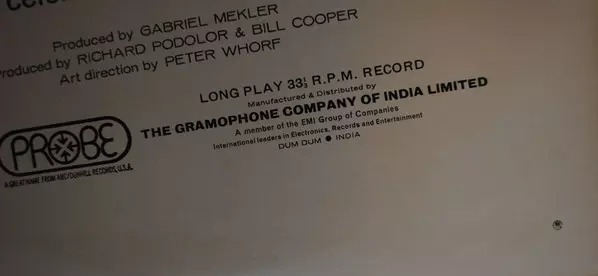 Produced by GABRIEL MEKLER
Produced by RICHARD PODOLOR & BILL COOPER
Art direction by PETER WHORF
LONG PLAY 33⅓ R.P.M. RECORD
Manufactured & Distributed by
THE GRAMOPHONE COMPANY OF INDIA LIMITED
A member of the EMI Group of Companies
International leaders in Electronics, Records and Entertainment
DUM DUM ● INDIA
PROBE
A GREAT NAME FROM ABC/DUNHILL RECORDS, U.S.A.